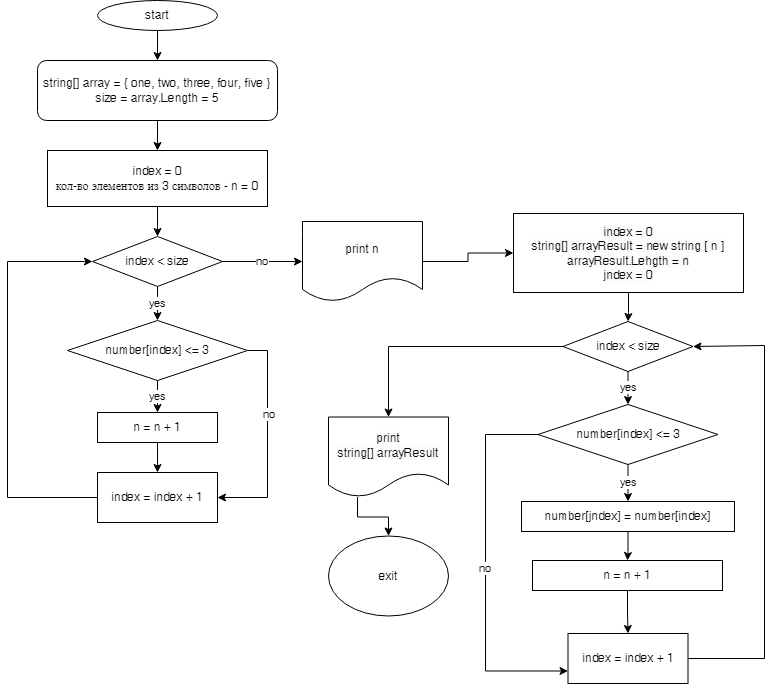 start
string[] array = { one, two, three, four, five }
size = array.Length = 5
index = 0
кол-во элементов из 3 символов - n = 0
index < size
no
yes
number[index] <= 3
yes
no
n = n + 1
index = index + 1
print n
index = 0
string[] arrayResult = new string [ n ]
arrayResult.Lehgth = n
jndex = 0
index < size
yes
number[index] <= 3
yes
no
number[jndex] = number[index]
n = n + 1
index = index + 1
print
string[] arrayResult
exit